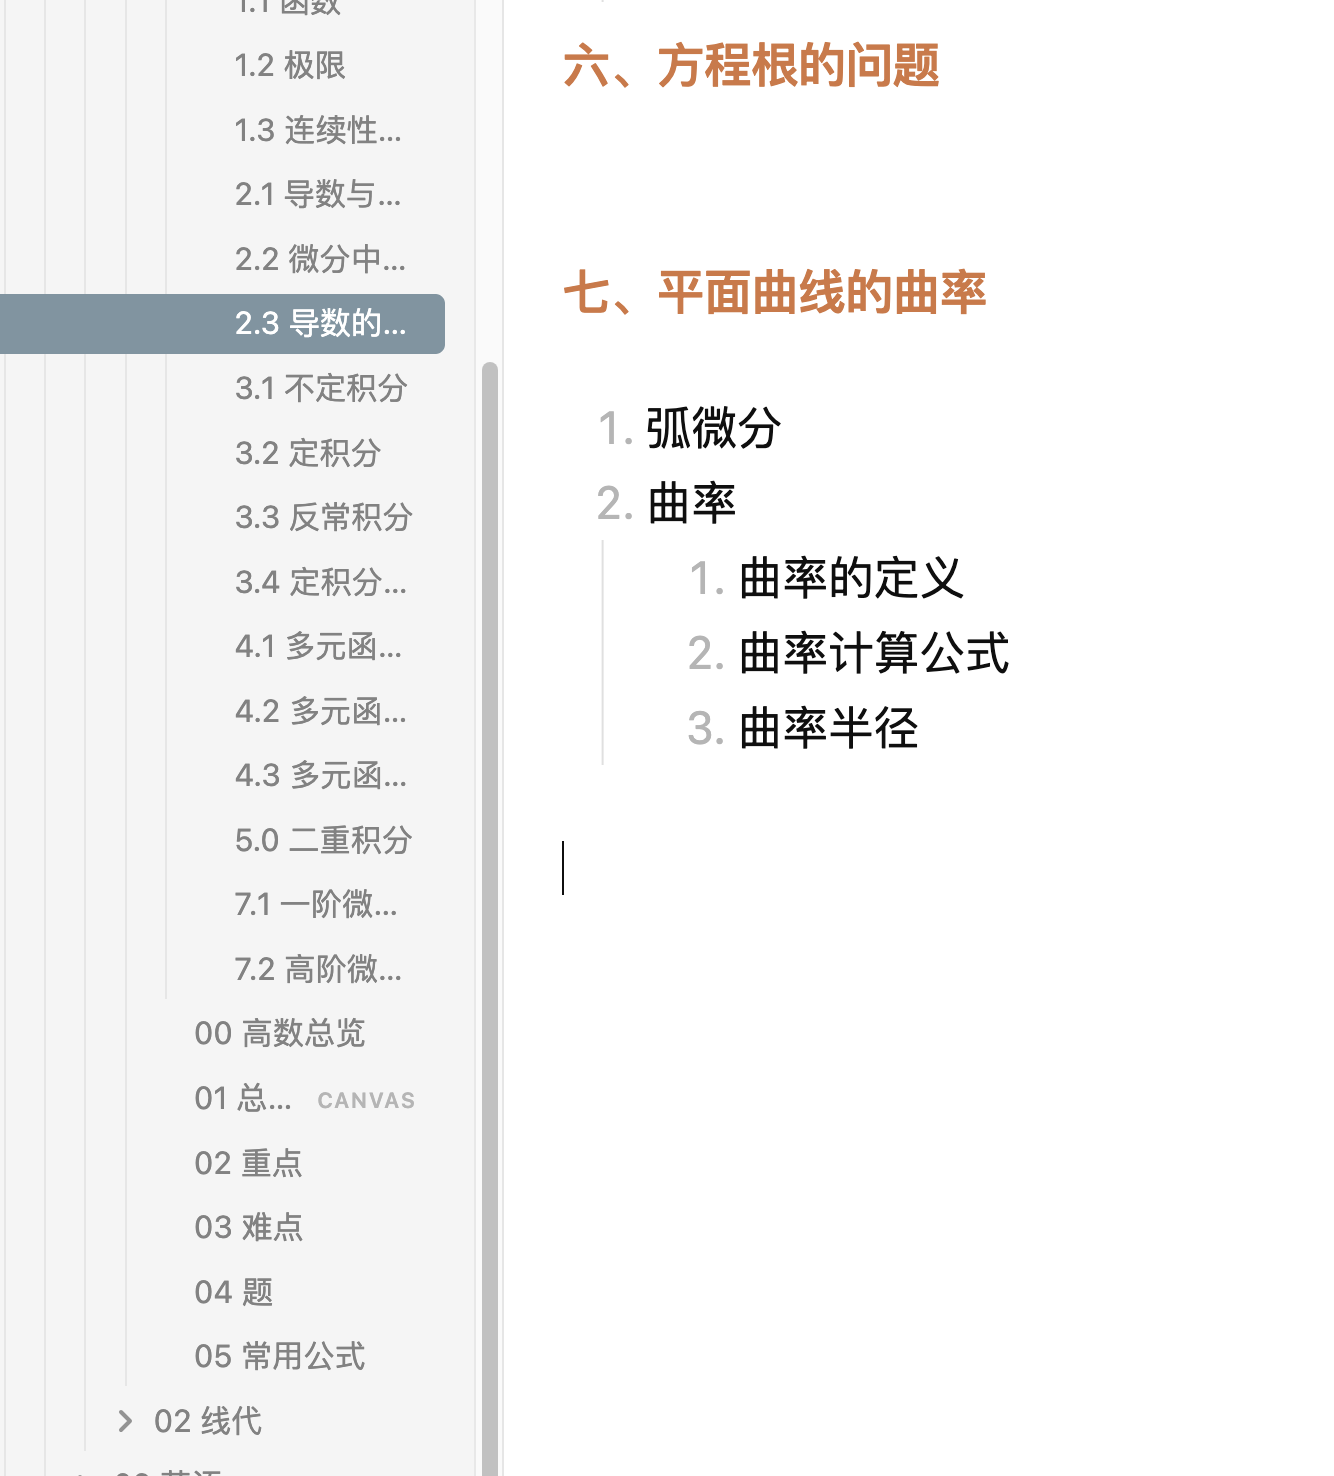 1.1 函数
1.2 极限
1.3 连续性...
2.1 导数与...
2.2 微分中...
2.3 导数的...
3.1 不定积分
3.2 定积分
3.3 反常积分
3.4 定积分...
4.1 多元函...
4.2 多元函...
4.3 多元函...
5.0 二重积分
7.1 一阶微...
7.2 高阶微...
00 高数总览
01 总... CANVAS
02 重点
03 难点
04 题
05 常用公式
02 线代
六、方程根的问题
七、平面曲线的曲率
1. 弧微分
2. 曲率
1. 曲率的定义
2. 曲率计算公式
3. 曲率半径